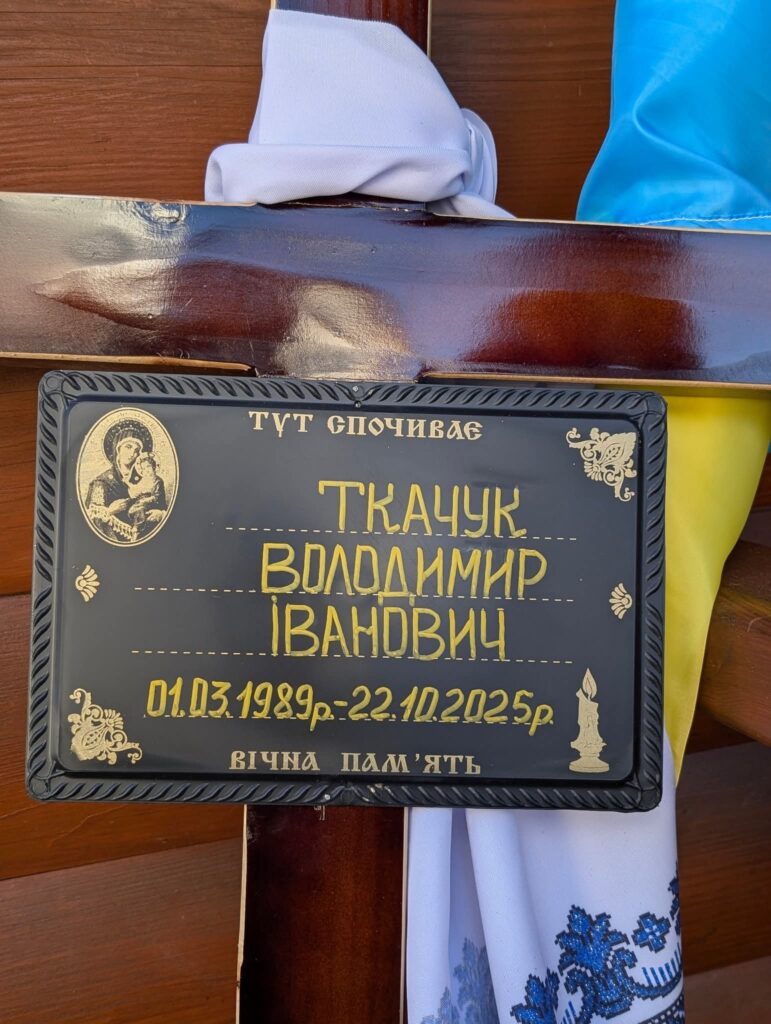 ТУТ СПОЧИВАЄ
ТКАЧУК
ВОЛОДИМИР
ІВАНОВИЧ
01.03.1989р.-22.10.2025р.
ВІЧНА ПАМ'ЯТЬ